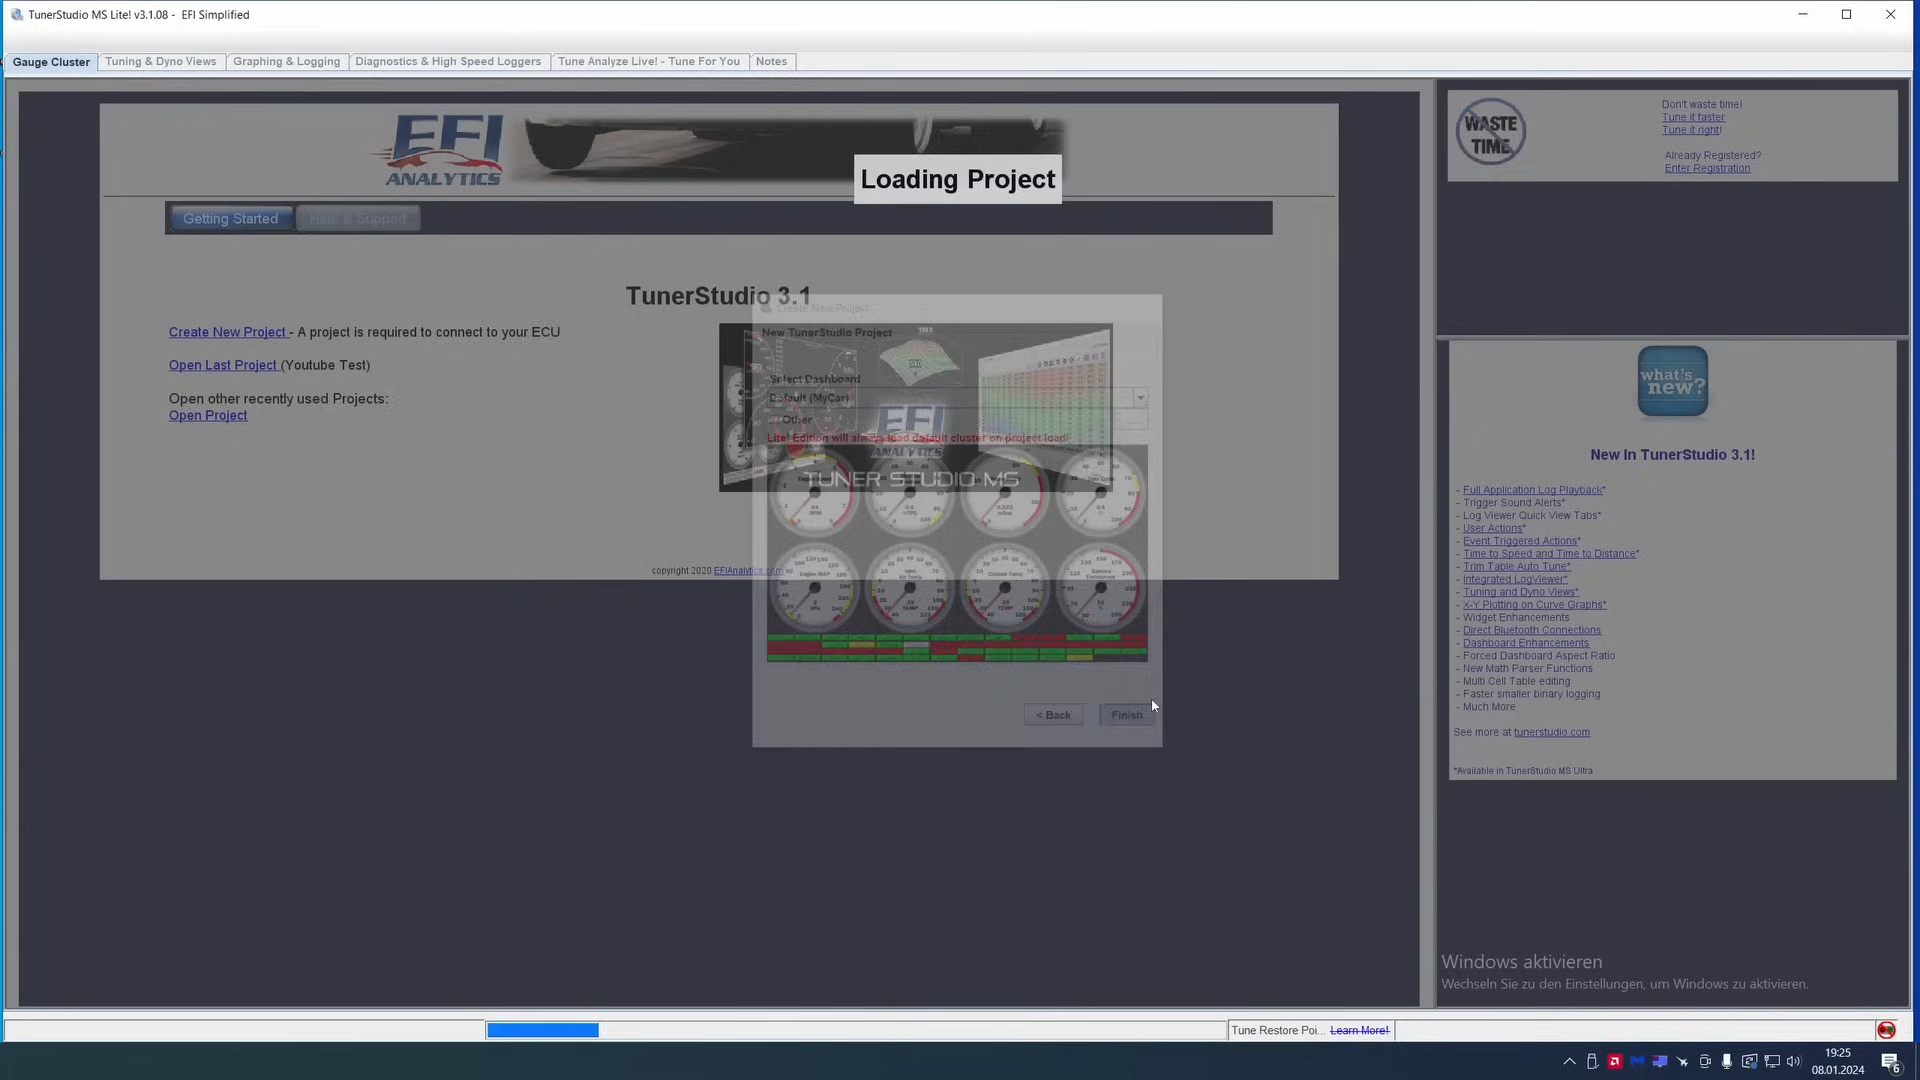 TunerStudio MS Lite! v3.1.08 - EFI Simplified
Gauge Cluster
Tuning & Dyno Views
Graphing & Logging
Diagnostics & High Speed Loggers
Tune Analyze Live! - Tune For You
Notes
EFI
ANALYTICS
Loading Project
Getting Started
Help & Support
TunerStudio 3.1
Create New Project - A project is required to connect to your ECU
Open Last Project (Youtube Test)
Open other recently used Projects:
Open Project
Create New Project
New TunerStudio Project
Select Dashboard
Default (MyCar)
Other
Lite! Edition will always load default cluster on project load!
EFI
ANALYTICS
TUNER STUDIO MS
copyright 2020 EFIAnalytics.com
< Back
Finish
WASTE
TIME
Don't waste time!
Tune it faster
Tune it right!
Already Registered?
Enter Registration
what's
new?
New In TunerStudio 3.1!
- Full Application Log Playback*
- Trigger Sound Alerts*
- Log Viewer Quick View Tabs*
- User Actions*
- Event Triggered Actions*
- Time to Speed and Time to Distance*
- Trim Table Auto Tune*
- Integrated LogViewer*
- Tuning and Dyno Views*
- X-Y Plotting on Curve Graphs*
- Widget Enhancements
- Direct Bluetooth Connections
- Dashboard Enhancements
- Forced Dashboard Aspect Ratio
- New Math Parser Functions
- Multi Cell Table editing
- Faster smaller binary logging
- Much More
See more at tunerstudio.com
*Available in TunerStudio MS Ultra
Windows aktivieren
Wechseln Sie zu den Einstellungen, um Windows zu aktivieren.
Tune Restore Poi... Learn More!
19:25
08.01.2024
6